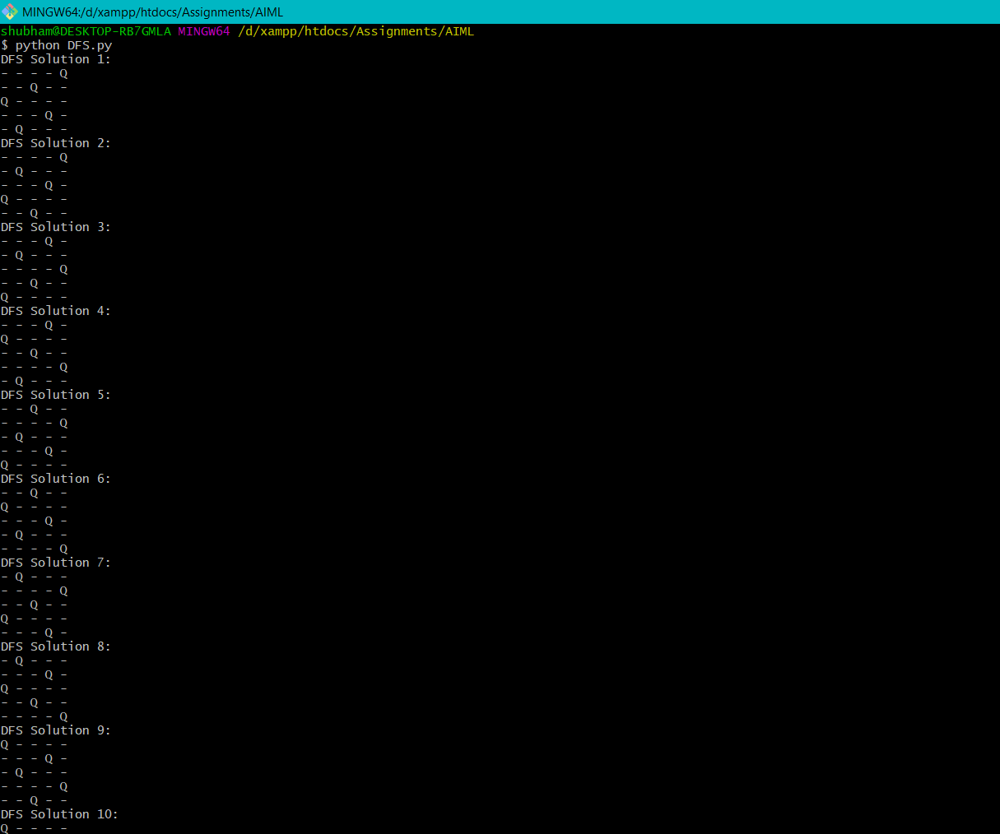 MINGW64:/d/xampp/htdocs/Assignments/AIML
shubham@DESKTOP-RB7GMLA MINGW64 /d/xampp/htdocs/Assignments/AIML
$ python DFS.py
DFS Solution 1:
- - - - Q
- - Q - -
Q - - - -
- - - Q -
- Q - - -
DFS Solution 2:
- - - - Q
- Q - - -
- - - Q -
Q - - - -
- - Q - -
DFS Solution 3:
- - - Q -
- Q - - -
- - - - Q
- - Q - -
Q - - - -
DFS Solution 4:
- - - Q -
Q - - - -
- - Q - -
- - - - Q
- Q - - -
DFS Solution 5:
- - Q - -
- - - - Q
- Q - - -
- - - Q -
Q - - - -
DFS Solution 6:
- - Q - -
Q - - - -
- - - Q -
- Q - - -
- - - - Q
DFS Solution 7:
- Q - - -
- - - - Q
- - Q - -
Q - - - -
- - - Q -
DFS Solution 8:
- Q - - -
- - - Q -
Q - - - -
- - Q - -
- - - - Q
DFS Solution 9:
Q - - - -
- - - Q -
- Q - - -
- - - - Q
- - Q - -
DFS Solution 10:
Q - - - -